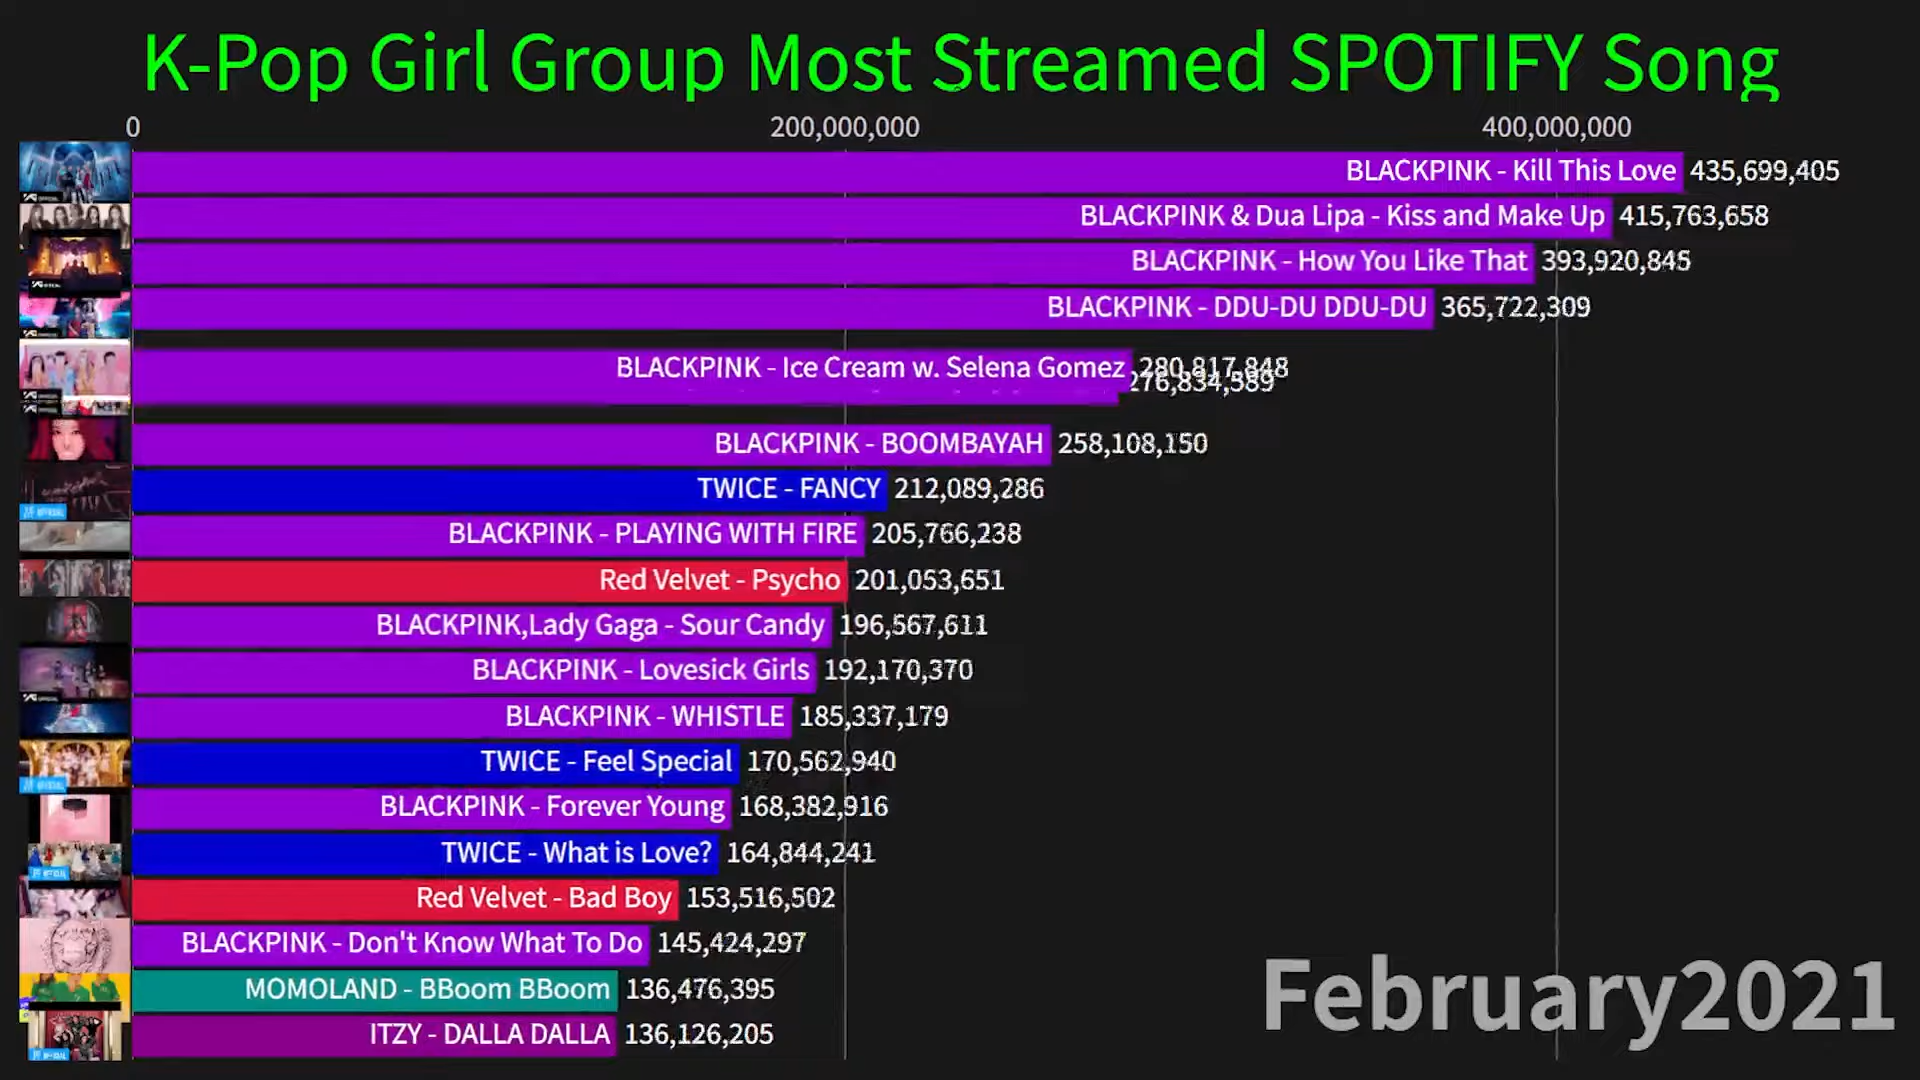 K-Pop Girl Group Most Streamed SPOTIFY Song
0 200,000,000 400,000,000
BLACKPINK - Kill This Love 435,699,405
BLACKPINK & Dua Lipa - Kiss and Make Up 415,763,658
BLACKPINK - How You Like That 393,920,845
BLACKPINK - DDU-DU DDU-DU 365,722,309
BLACKPINK - Ice Cream w. Selena Gomez 280,817,848
276,834,589
BLACKPINK - BOOMBAYAH 258,108,150
TWICE - FANCY 212,089,286
BLACKPINK - PLAYING WITH FIRE 205,766,238
Red Velvet - Psycho 201,053,651
BLACKPINK,Lady Gaga - Sour Candy 196,567,611
BLACKPINK - Lovesick Girls 192,170,370
BLACKPINK - WHISTLE 185,337,179
TWICE - Feel Special 170,562,940
BLACKPINK - Forever Young 168,382,916
TWICE - What is Love? 164,844,241
Red Velvet - Bad Boy 153,516,502
BLACKPINK - Don't Know What To Do 145,424,297
MOMOLAND - BBoom BBoom 136,476,395
ITZY - DALLA DALLA 136,126,205
February2021